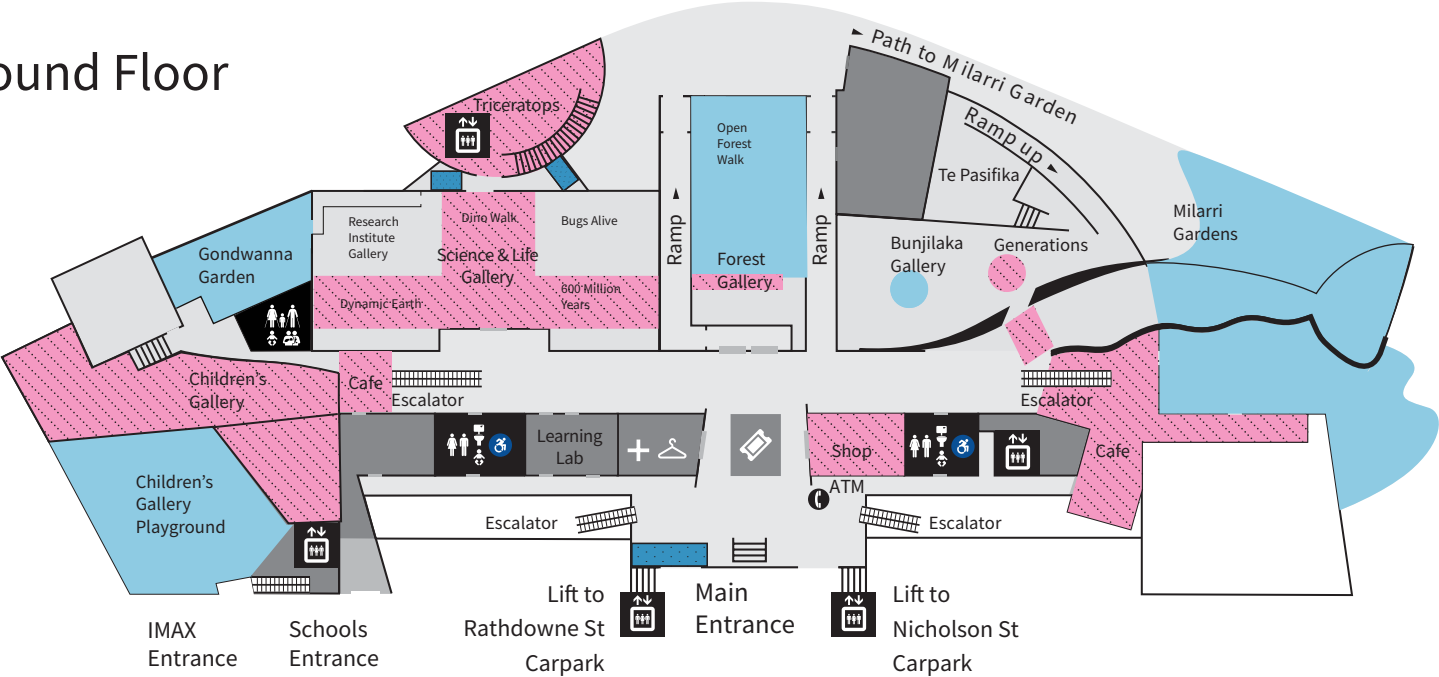 ound Floor
Path to Milarri Garden
Ramp up
Triceratops
Open
Forest
Walk
Te Pasifika
Milarri
Gardens
Research
Institute
Gallery
Dino Walk
Bugs Alive
Ramp
Ramp
Bunjilaka
Gallery
Generations
Gondwanna
Garden
Science & Life
Gallery
Forest
Gallery
Dynamic Earth
600 Million
Years
Children's
Gallery
Cafe
Escalator
Escalator
Learning
Lab
Shop
Cafe
Children's
Gallery
Playground
ATM
Escalator
Escalator
Lift to
Rathdowne St
Carpark
Main
Entrance
Lift to
Nicholson St
Carpark
IMAX
Entrance
Schools
Entrance